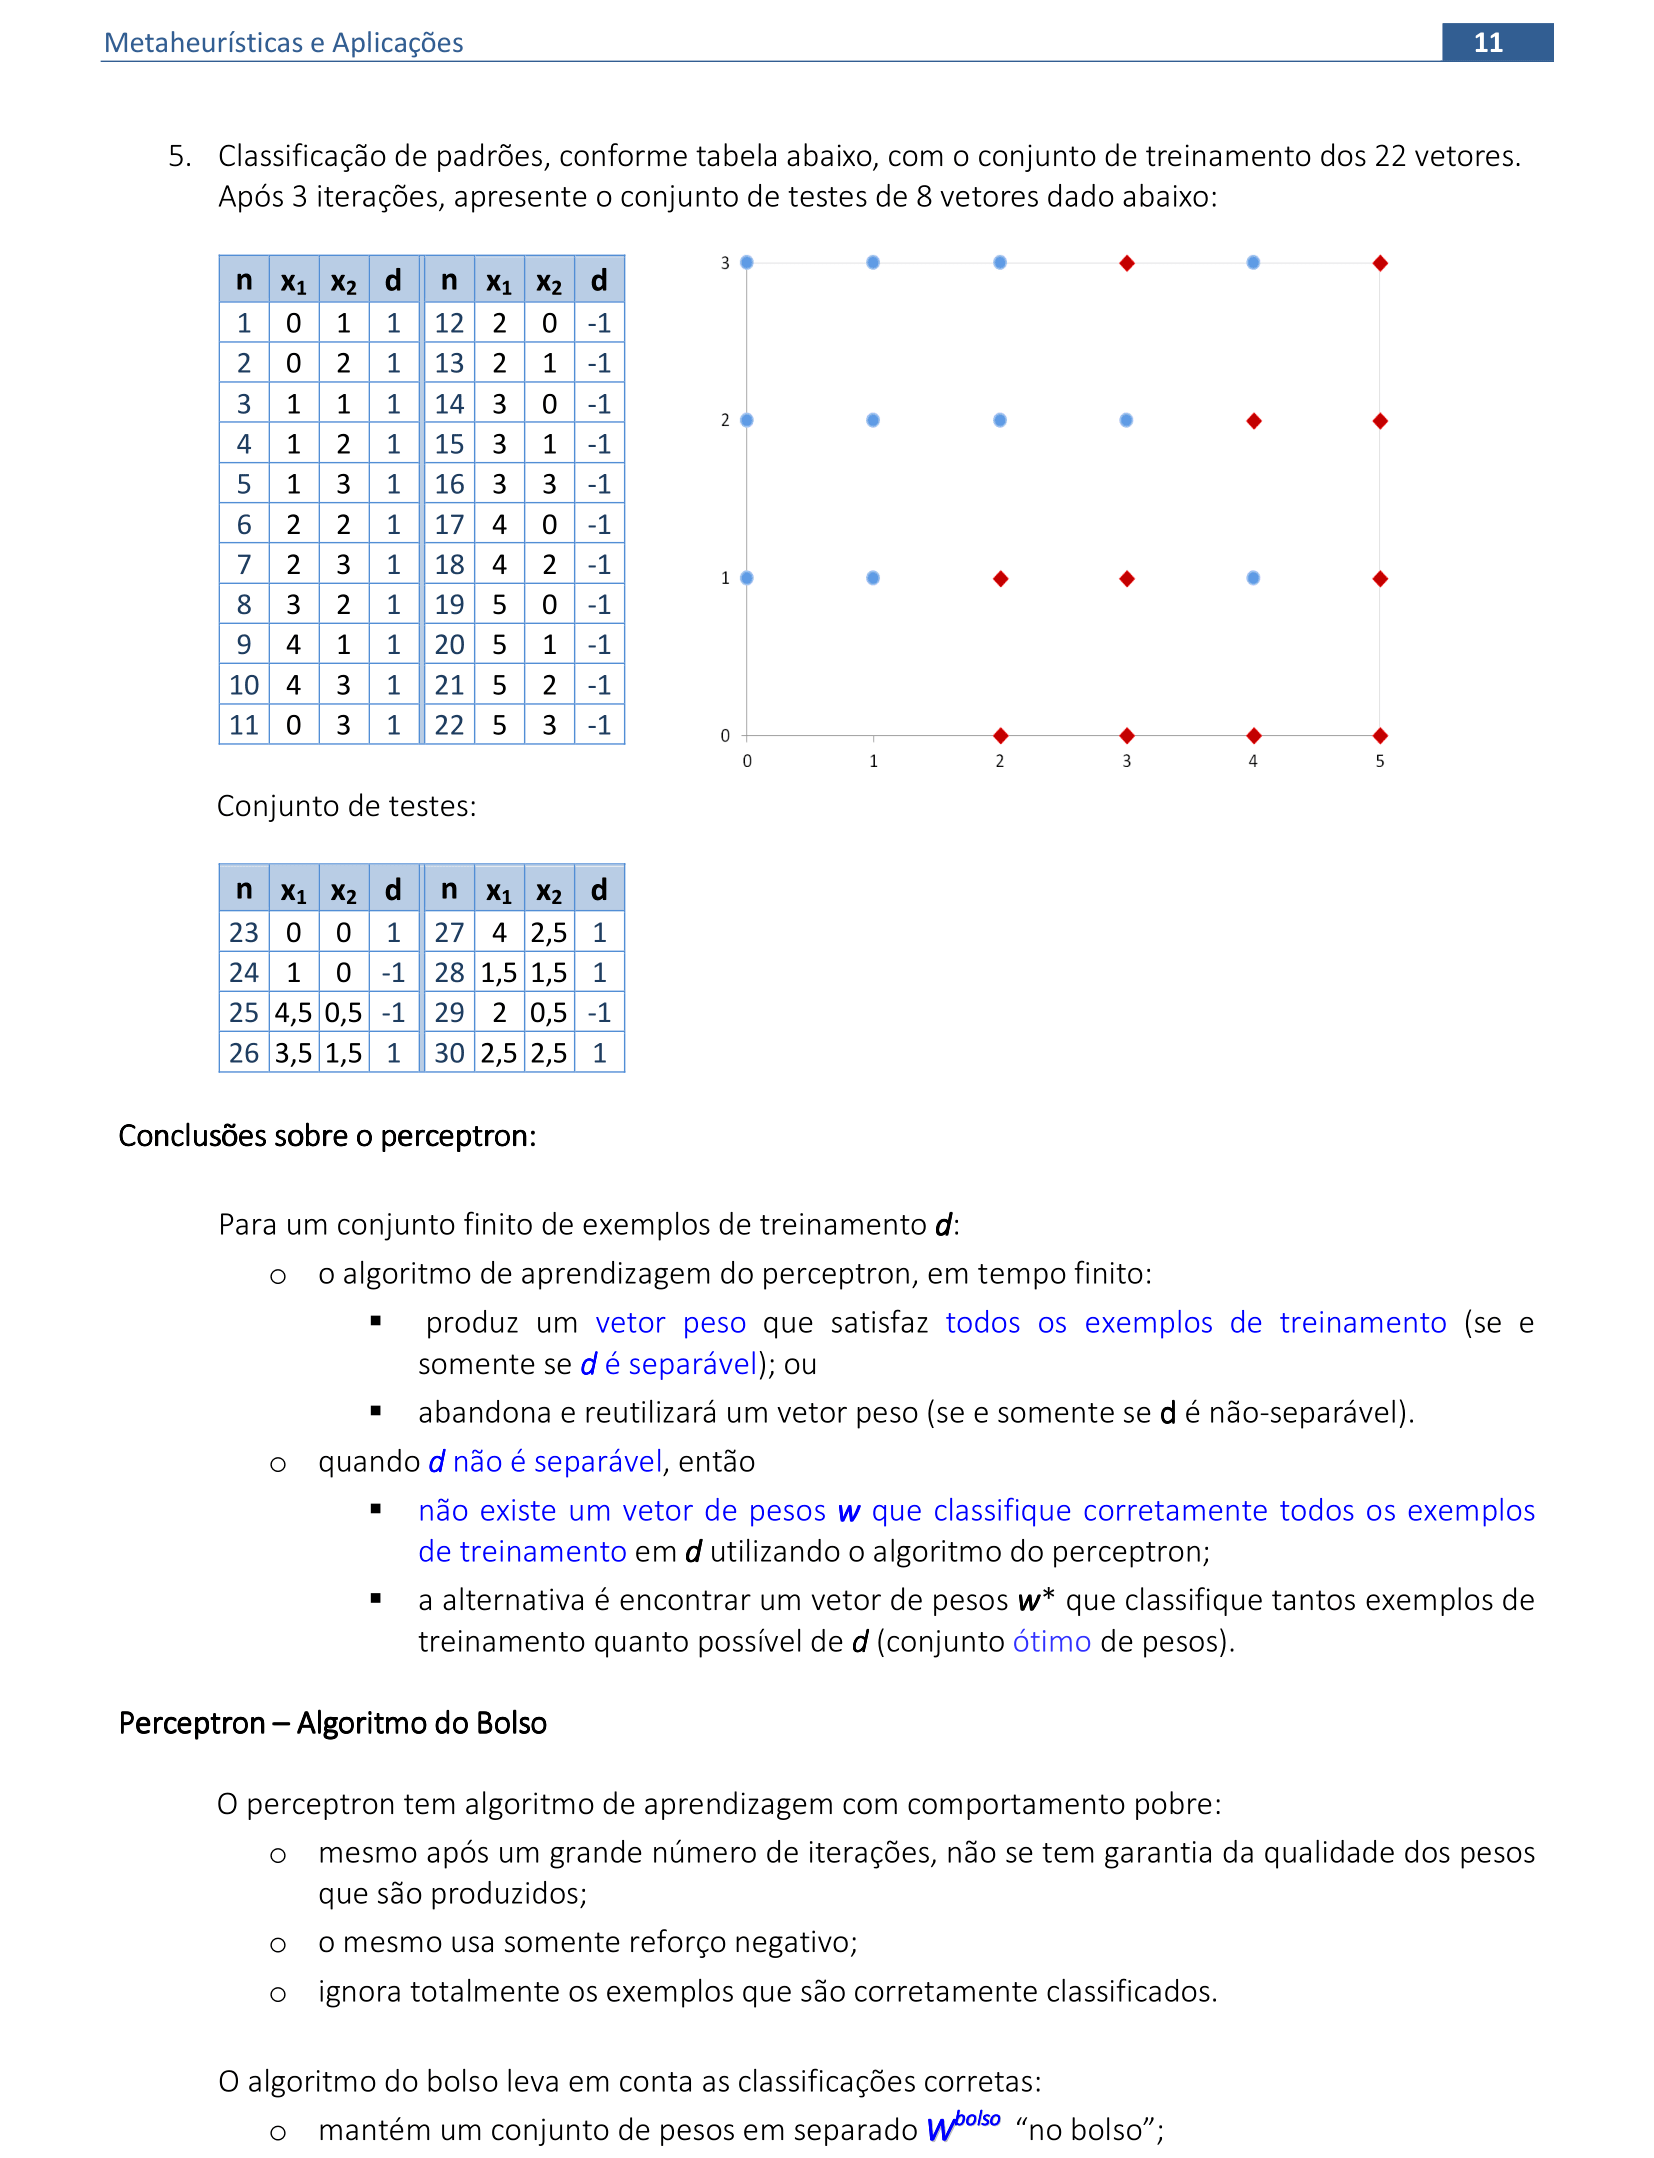 Metaheurísticas e Aplicações 11
5. Classificação de padrões, conforme tabela abaixo, com o conjunto de treinamento dos 22 vetores.
Após 3 iterações, apresente o conjunto de testes de 8 vetores dado abaixo:
n x1 x2 d n x1 x2 d
1 0 1 1 12 2 0 -1
2 0 2 1 13 2 1 -1
3 1 1 1 14 3 0 -1
4 1 2 1 15 3 1 -1
5 1 3 1 16 3 3 -1
6 2 2 1 17 4 0 -1
7 2 3 1 18 4 2 -1
8 3 2 1 19 5 0 -1
9 4 1 1 20 5 1 -1
10 4 3 1 21 5 2 -1
11 0 3 1 22 5 3 -1
3
2
1
0
0 1 2 3 4 5
Conjunto de testes:
n x1 x2 d n x1 x2 d
23 0 0 1 27 4 2,5 1
24 1 0 -1 28 1,5 1,5 1
25 4,5 0,5 -1 29 2 0,5 -1
26 3,5 1,5 1 30 2,5 2,5 1
Conclusões sobre o perceptron:
Para um conjunto finito de exemplos de treinamento d:
o o algoritmo de aprendizagem do perceptron, em tempo finito:
▪ produz um vetor peso que satisfaz todos os exemplos de treinamento (se e
somente se d é separável); ou
▪ abandona e reutilizará um vetor peso (se e somente se d é não-separável).
o quando d não é separável, então
▪ não existe um vetor de pesos w que classifique corretamente todos os exemplos
de treinamento em d utilizando o algoritmo do perceptron;
▪ a alternativa é encontrar um vetor de pesos w* que classifique tantos exemplos de
treinamento quanto possível de d (conjunto ótimo de pesos).
Perceptron – Algoritmo do Bolso
O perceptron tem algoritmo de aprendizagem com comportamento pobre:
o mesmo após um grande número de iterações, não se tem garantia da qualidade dos pesos
que são produzidos;
o o mesmo usa somente reforço negativo;
o ignora totalmente os exemplos que são corretamente classificados.
O algoritmo do bolso leva em conta as classificações corretas:
o mantém um conjunto de pesos em separado W^bolso “no bolso”;